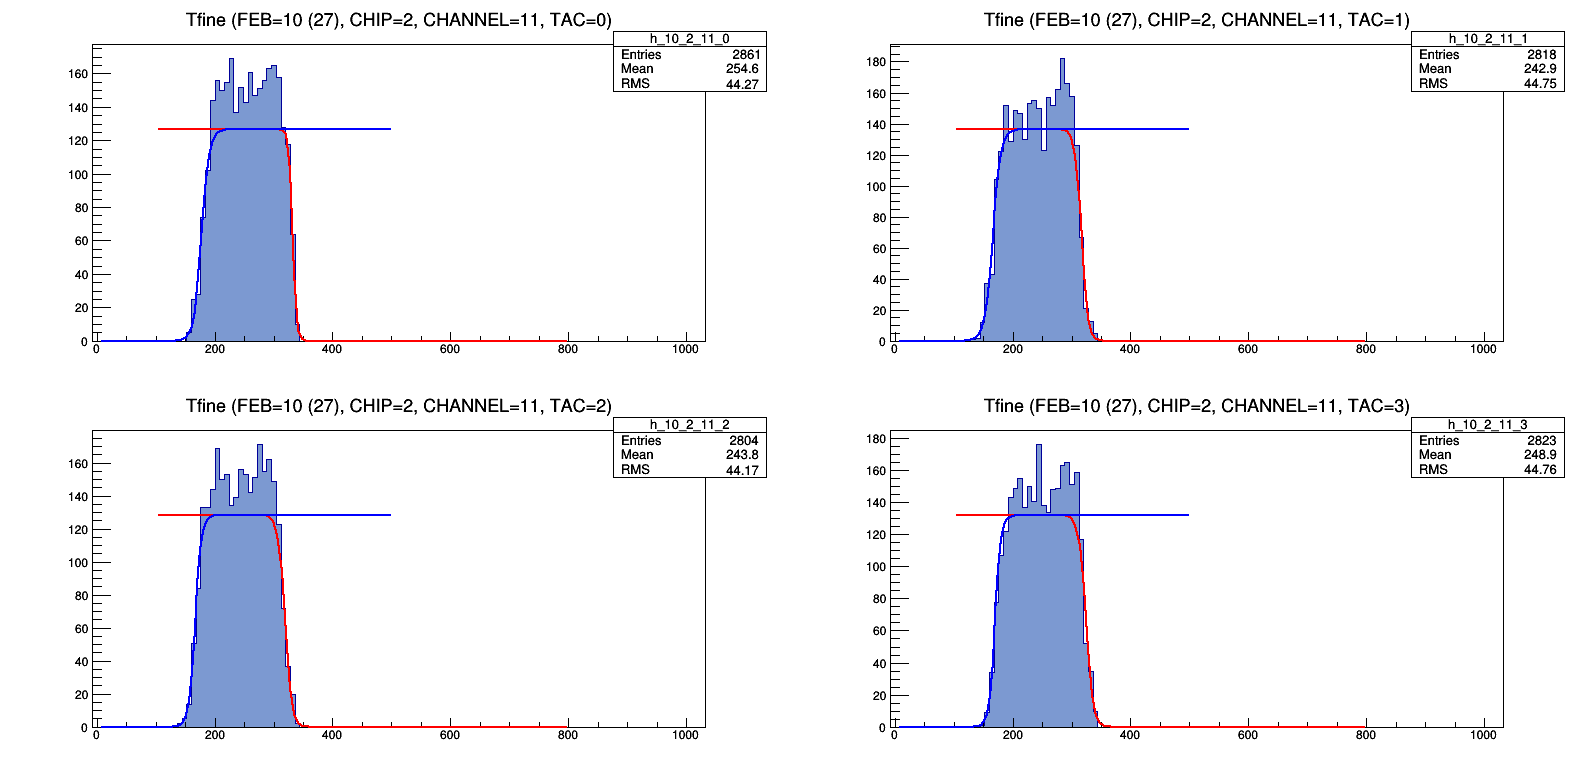 Tfine (FEB=10 (27), CHIP=2, CHANNEL=11, TAC=0)
h_10_2_11_0
Entries 2861
Mean 254.6
RMS 44.27
160
140
120
100
80
60
40
20
0
0 200 400 600 800 1000
Tfine (FEB=10 (27), CHIP=2, CHANNEL=11, TAC=1)
h_10_2_11_1
Entries 2818
Mean 242.9
RMS 44.75
180
160
140
120
100
80
60
40
20
0
0 200 400 600 800 1000
Tfine (FEB=10 (27), CHIP=2, CHANNEL=11, TAC=2)
h_10_2_11_2
Entries 2804
Mean 243.8
RMS 44.17
160
140
120
100
80
60
40
20
0
0 200 400 600 800 1000
Tfine (FEB=10 (27), CHIP=2, CHANNEL=11, TAC=3)
h_10_2_11_3
Entries 2823
Mean 248.9
RMS 44.76
180
160
140
120
100
80
60
40
20
0
0 200 400 600 800 1000